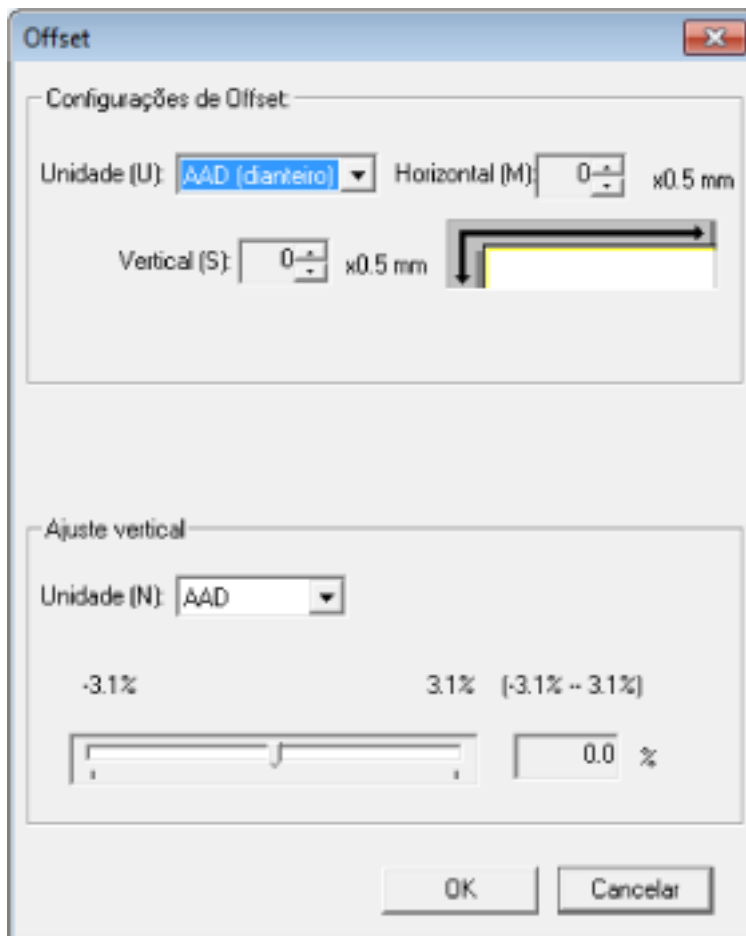 Offset
Configurações de Offset
Unidade (U): AAD (dianteiro) Horizontal (M): 0 x0.5 mm
Vertical (S): 0 x0.5 mm
Ajuste vertical
Unidade (N): AAD
-3.1% 3.1% (-3.1% -- 3.1%)
0.0 %
OK Cancelar